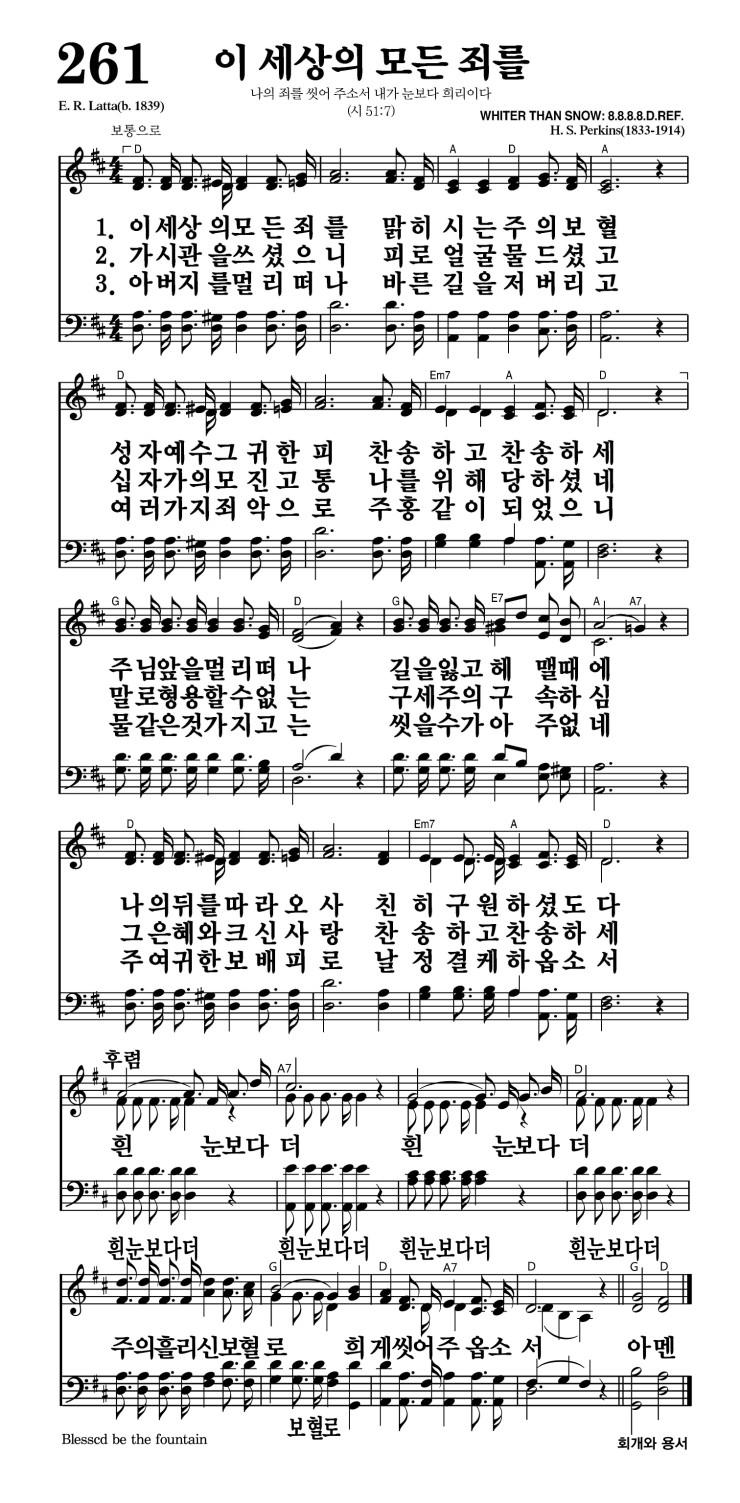 261 이 세상의 모든 죄를
나의 죄를 씻어 주소서 내가 눈보다 희리이다
(시 51:7)
E. R. Latta(b. 1839)
WHITER THAN SNOW: 8.8.8.8.D.REF.
보통으로
H. S. Perkins(1833-1914)
D A D A
1. 이세상 의모 든 죄 를 맑 히 시 는 주 의 보 혈
2. 가시관 을쓰 셨 으 니 피 로 얼 굴 물 드 셨 고
3. 아버지 를멀 리 떠 나 바 른 길 을 저 버 리 고
D Em7 A D
성 자예 수그 귀 한 피 찬 송 하 고 찬 송 하 세
십 자가 의모 진 고 통 나 를 위 해 당 하 셨 네
여 러가 지죄 악 으 로 주 홍 같 이 되 었 으 니
G D G E7 A A7
주 님앞 을멀 리 떠 나 길 을 잃 고 헤 맬 때 에
말 로형 용할 수 없 는 구 세 주 의 구 속 하 심
물 같은 것가 지 고 는 씻 을 수 가 아 주 없 네
D Em7 A D
나 의뒤 를따 라 오 사 친 히 구 원 하 셨 도 다
그 은혜 와크 신 사 랑 찬 송 하 고 찬 송 하 세
주 여귀 한보 배 피 로 날 정 결 케 하 옵 소 서
후렴
A7 D
흰 눈보다 더 흰 눈보다 더
흰눈보다더 흰눈보다더 흰눈보다더 흰눈보다더
G D A7 D G D
주의흘리신보혈 로 희 게씻어주 옵소 서 아멘
보혈로
Blesscd be the fountain
회개와 용서